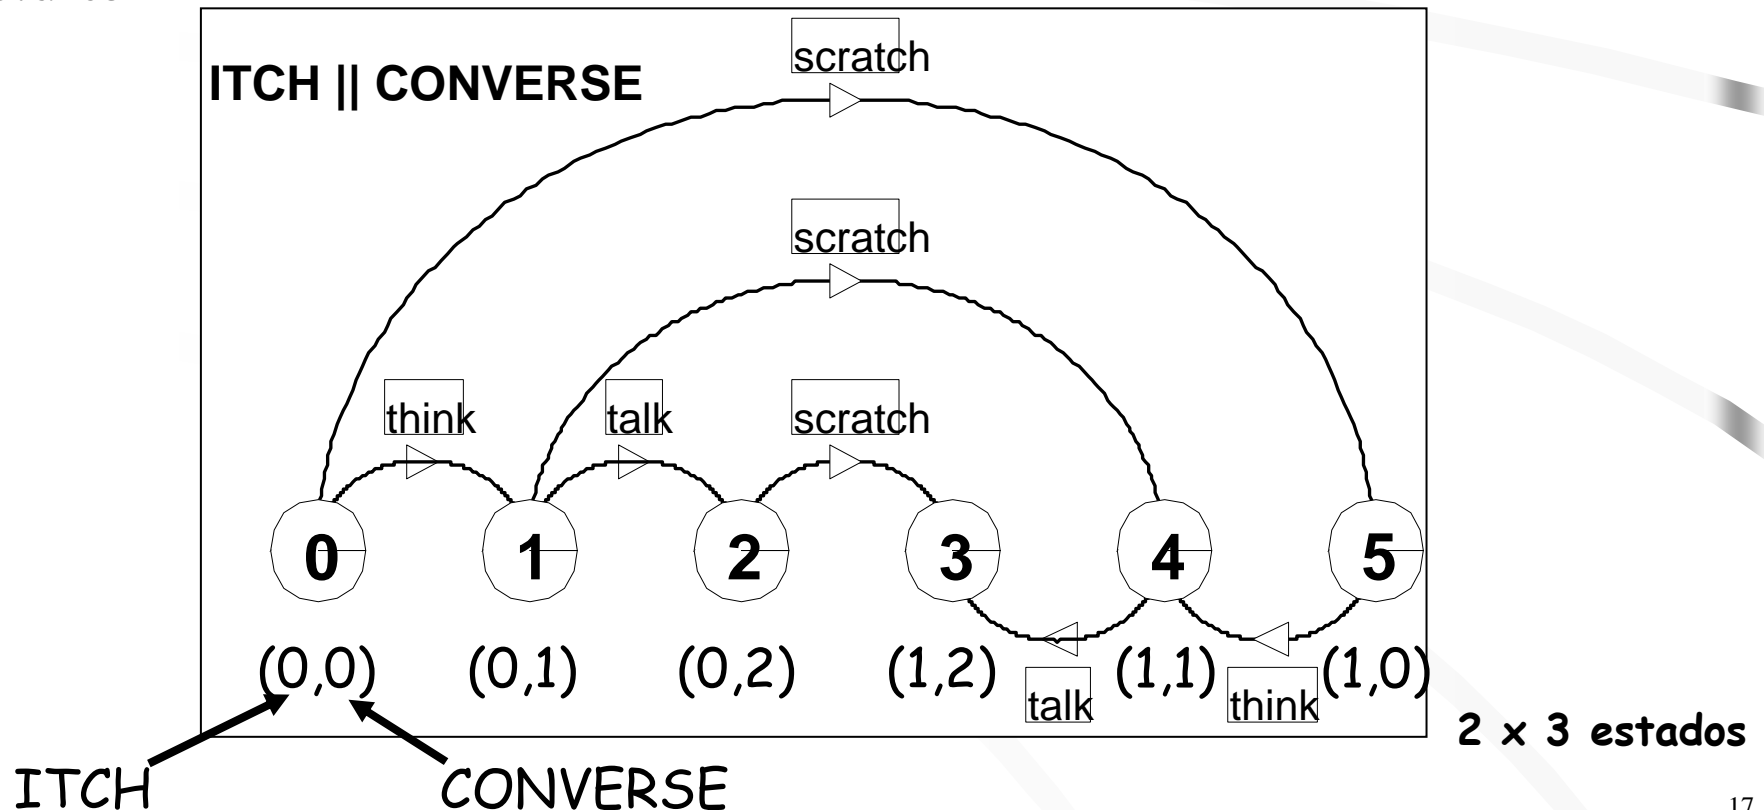 scratch
ITCH || CONVERSE
scratch
think talk scratch
0 1 2 3 4 5
(0,0) (0,1) (0,2) (1,2) (1,1) (1,0)
talk think
2 x 3 estados
ITCH CONVERSE
17